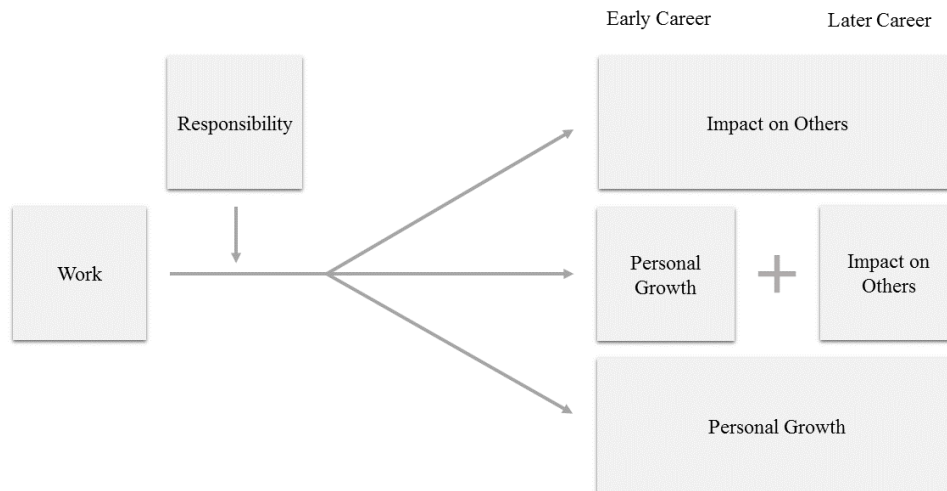 Early Career
Later Career
Responsibility
Impact on Others
Work
Personal
Growth
Impact on
Others
Personal Growth